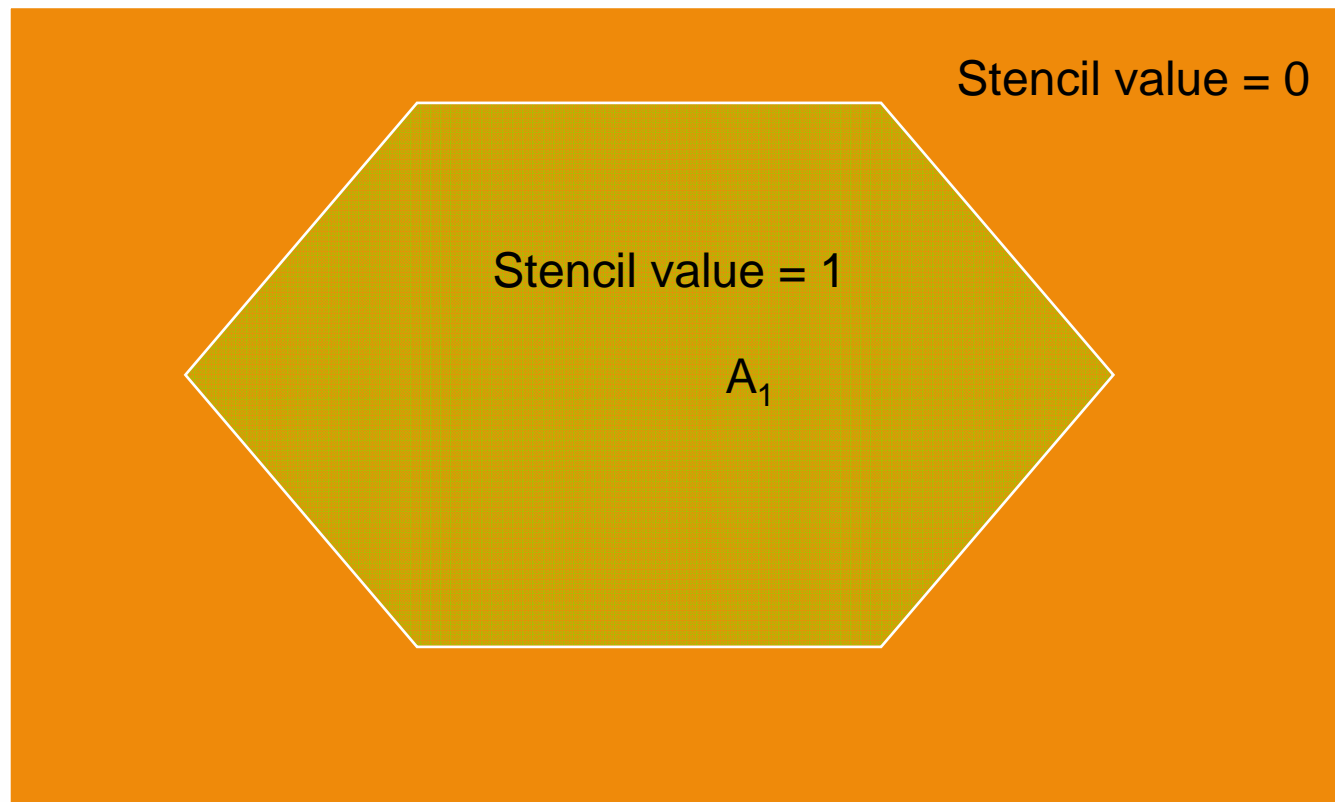 Stencil value = 0
Stencil value = 1
A₁